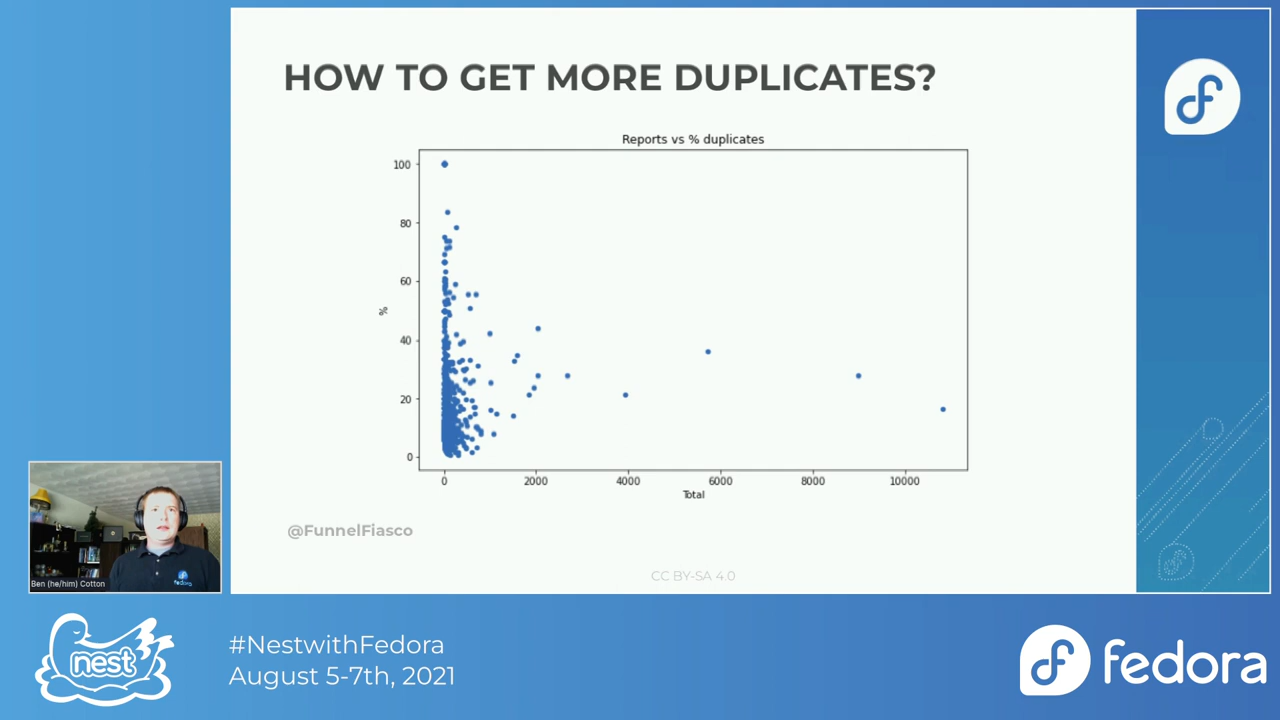 HOW TO GET MORE DUPLICATES?
Reports vs % duplicates
100
80
60
40
20
0
%
0 2000 4000 6000 8000 10000
Total
@FunnelFiasco
CC BY-SA 4.0
fedora
Ben (he/him) Cotton
nest
#NestwithFedora
August 5-7th, 2021
fedora